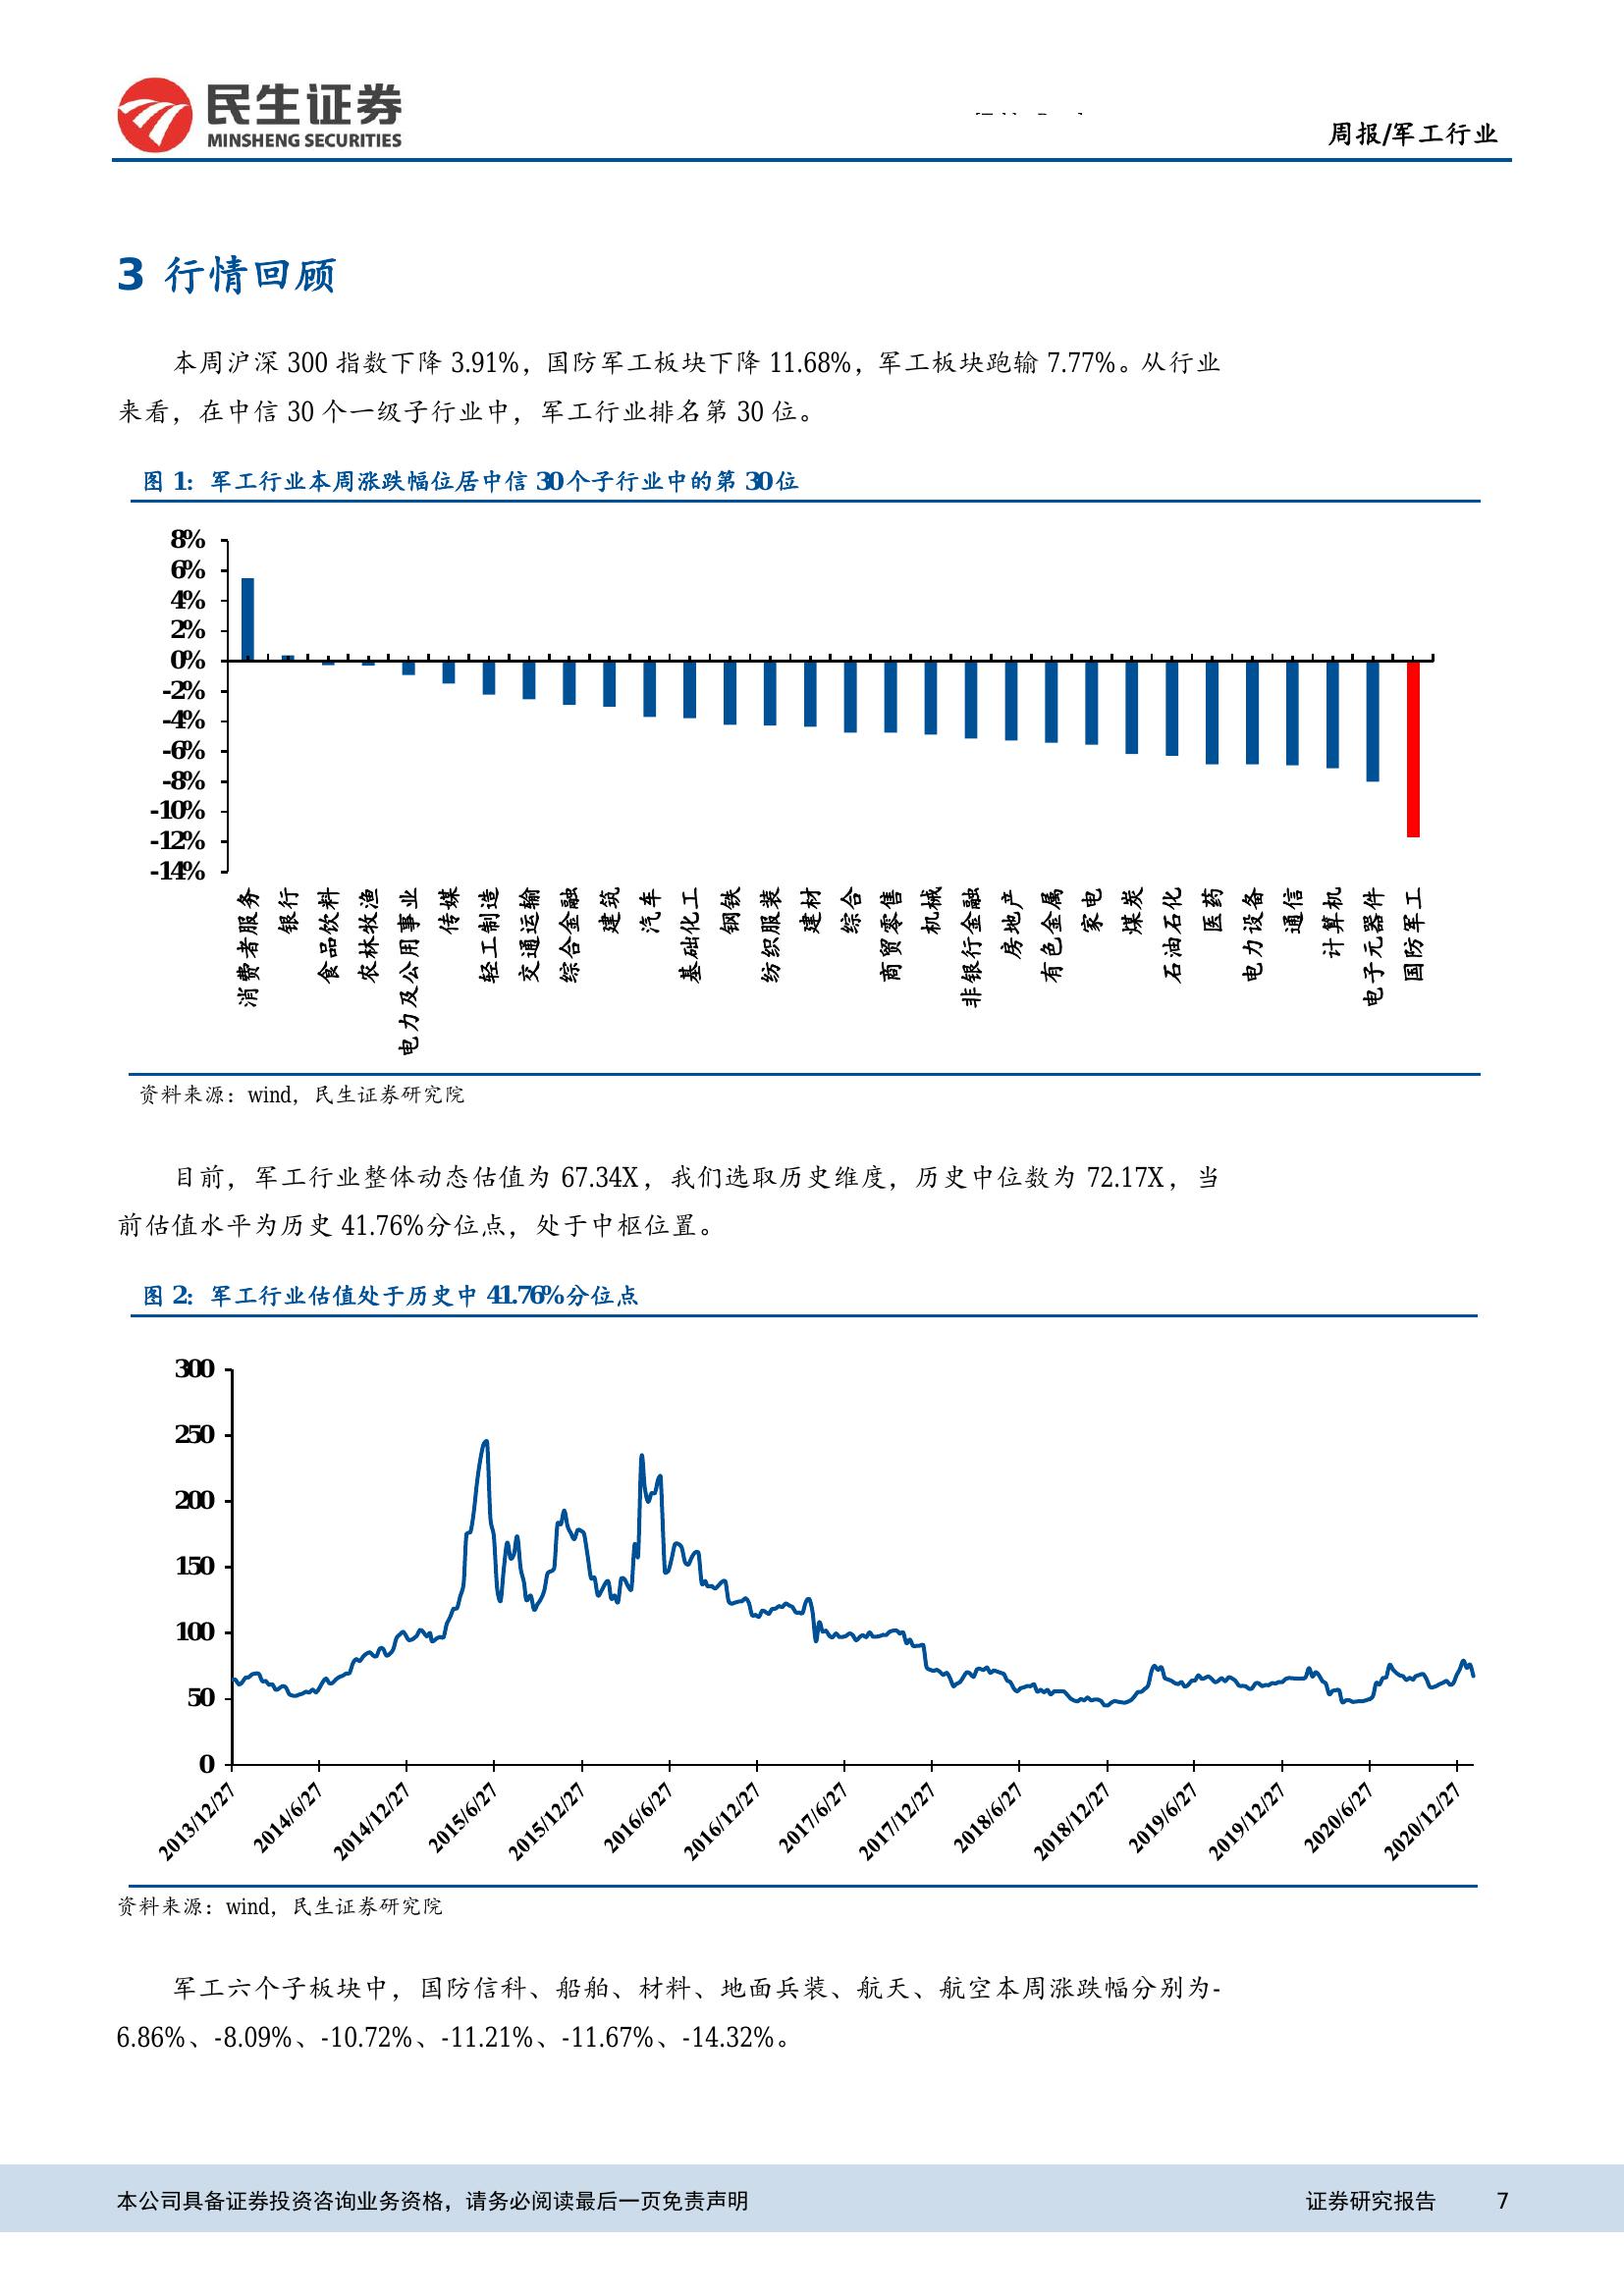 民生证券
MINSHENG SECURITIES
周报/军工行业
3 行情回顾
本周沪深 300 指数下降 3.91%，国防军工板块下降 11.68%，军工板块跑输 7.77%。从行业
来看，在中信 30 个一级子行业中，军工行业排名第 30 位。
图 1：军工行业本周涨跌幅位居中信 30 个子行业中的第 30 位
8%
6%
4%
2%
0%
-2%
-4%
-6%
-8%
-10%
-12%
-14%
消费者服务
银行
食品饮料
农林牧渔
电力及公用事业
传媒
轻工制造
交通运输
综合金融
建筑
汽车
基础化工
钢铁
纺织服装
建材
综合
商贸零售
机械
非银行金融
房地产
有色金属
家电
煤炭
石油石化
医药
电力设备
通信
计算机
电子元器件
国防军工
资料来源：wind，民生证券研究院
目前，军工行业整体动态估值为 67.34X，我们选取历史维度，历史中位数为 72.17X，当
前估值水平为历史 41.76%分位点，处于中枢位置。
图 2：军工行业估值处于历史中 41.76%分位点
300
250
200
150
100
50
0
2013/12/27
2014/6/27
2014/12/27
2015/6/27
2015/12/27
2016/6/27
2016/12/27
2017/6/27
2017/12/27
2018/6/27
2018/12/27
2019/6/27
2019/12/27
2020/6/27
2020/12/27
资料来源：wind，民生证券研究院
军工六个子板块中，国防信科、船舶、材料、地面兵装、航天、航空本周涨跌幅分别为-
6.86%、-8.09%、-10.72%、-11.21%、-11.67%、-14.32%。
本公司具备证券投资咨询业务资格，请务必阅读最后一页免责声明
证券研究报告
7